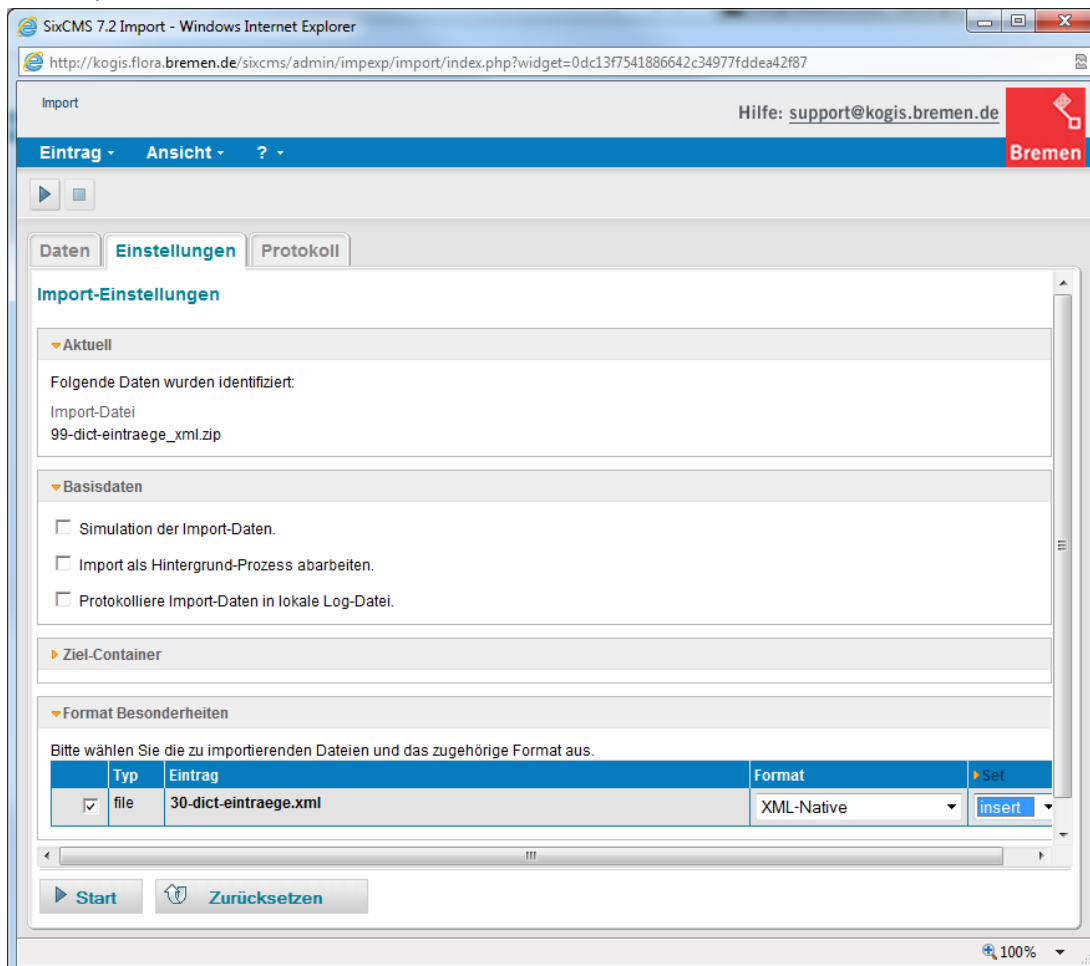 SixCMS 7.2 Import - Windows Internet Explorer
http://kogis.flora.bremen.de/sixcms/admin/impexp/import/index.php?widget=0dc13f7541886642c34977fddea42f87
Import
Hilfe: support@kogis.bremen.de
Bremen
Eintrag Ansicht ?
Daten Einstellungen Protokoll
Import-Einstellungen
Aktuell
Folgende Daten wurden identifiziert:
Import-Datei
99-dict-eintraege_xml.zip
Basisdaten
Simulation der Import-Daten.
Import als Hintergrund-Prozess abarbeiten.
Protokolliere Import-Daten in lokale Log-Datei.
Ziel-Container
Format Besonderheiten
Bitte wählen Sie die zu importierenden Dateien und das zugehörige Format aus.
Typ Eintrag Format Set
file 30-dict-eintraege.xml XML-Native insert
Start Zurücksetzen
100%